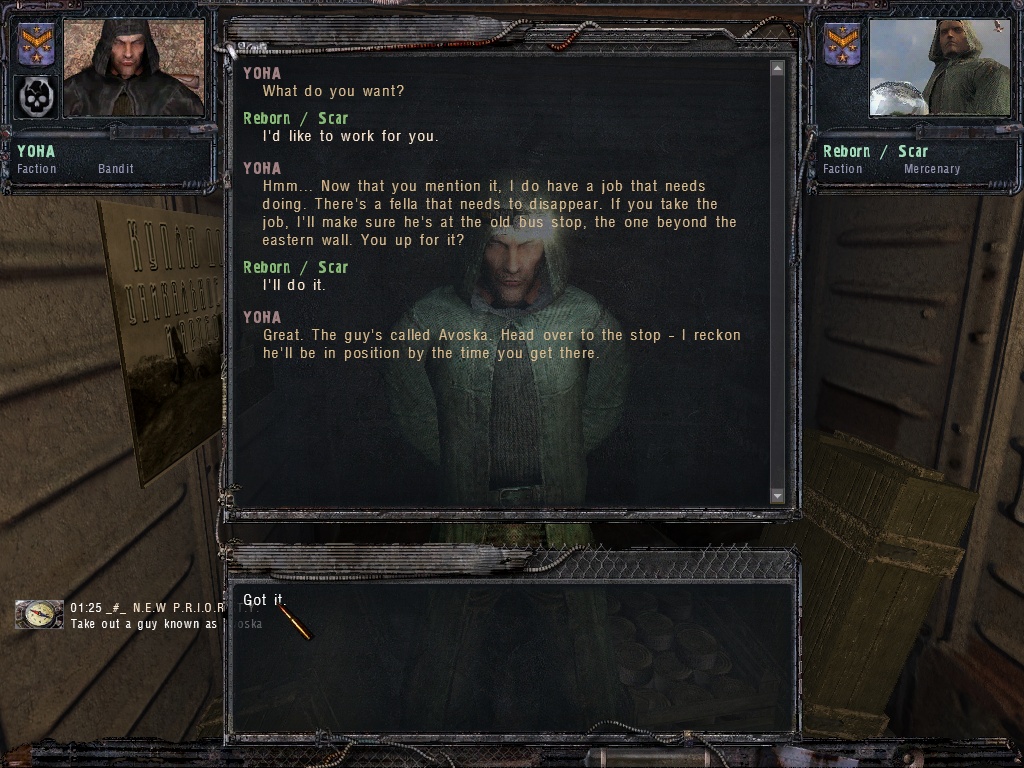 YOHA
What do you want?
Reborn / Scar
I'd like to work for you.
YOHA
Hmm... Now that you mention it, I do have a job that needs
doing. There's a fella that needs to disappear. If you take the
job, I'll make sure he's at the old bus stop, the one beyond the
eastern wall. You up for it?
Reborn / Scar
I'll do it.
YOHA
Great. The guy's called Avoska. Head over to the stop – I reckon
he'll be in position by the time you get there.
YOHA
Faction Bandit
Reborn / Scar
Faction Mercenary
Got it.
01:25 _#_ N.E.W P.R.I.O.R
Take out a guy known as